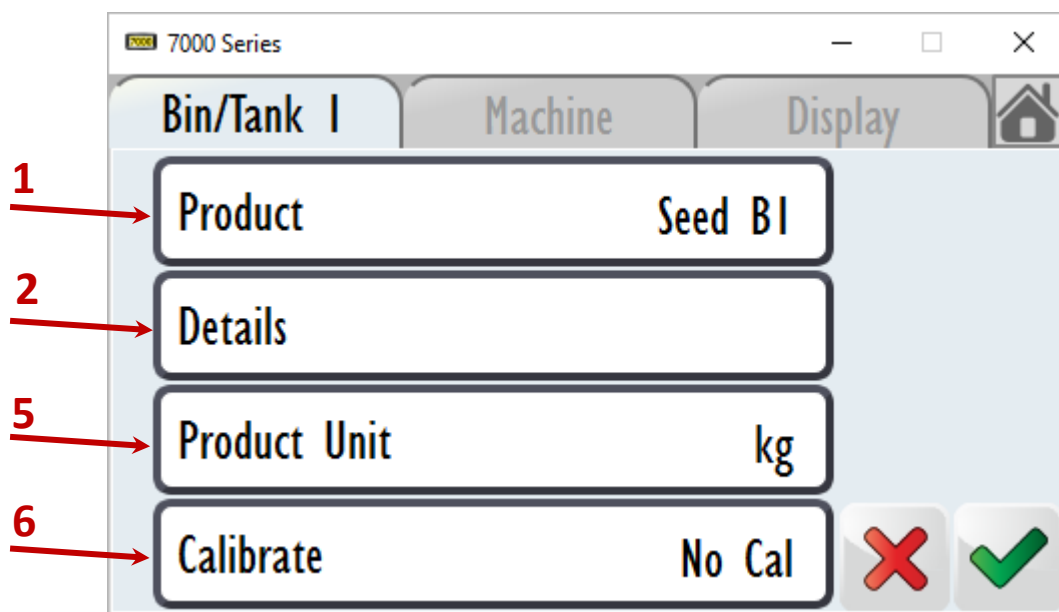 7000 7000 Series
Bin/Tank 1 Machine Display
1 Product Seed B1
2 Details
5 Product Unit kg
6 Calibrate No Cal